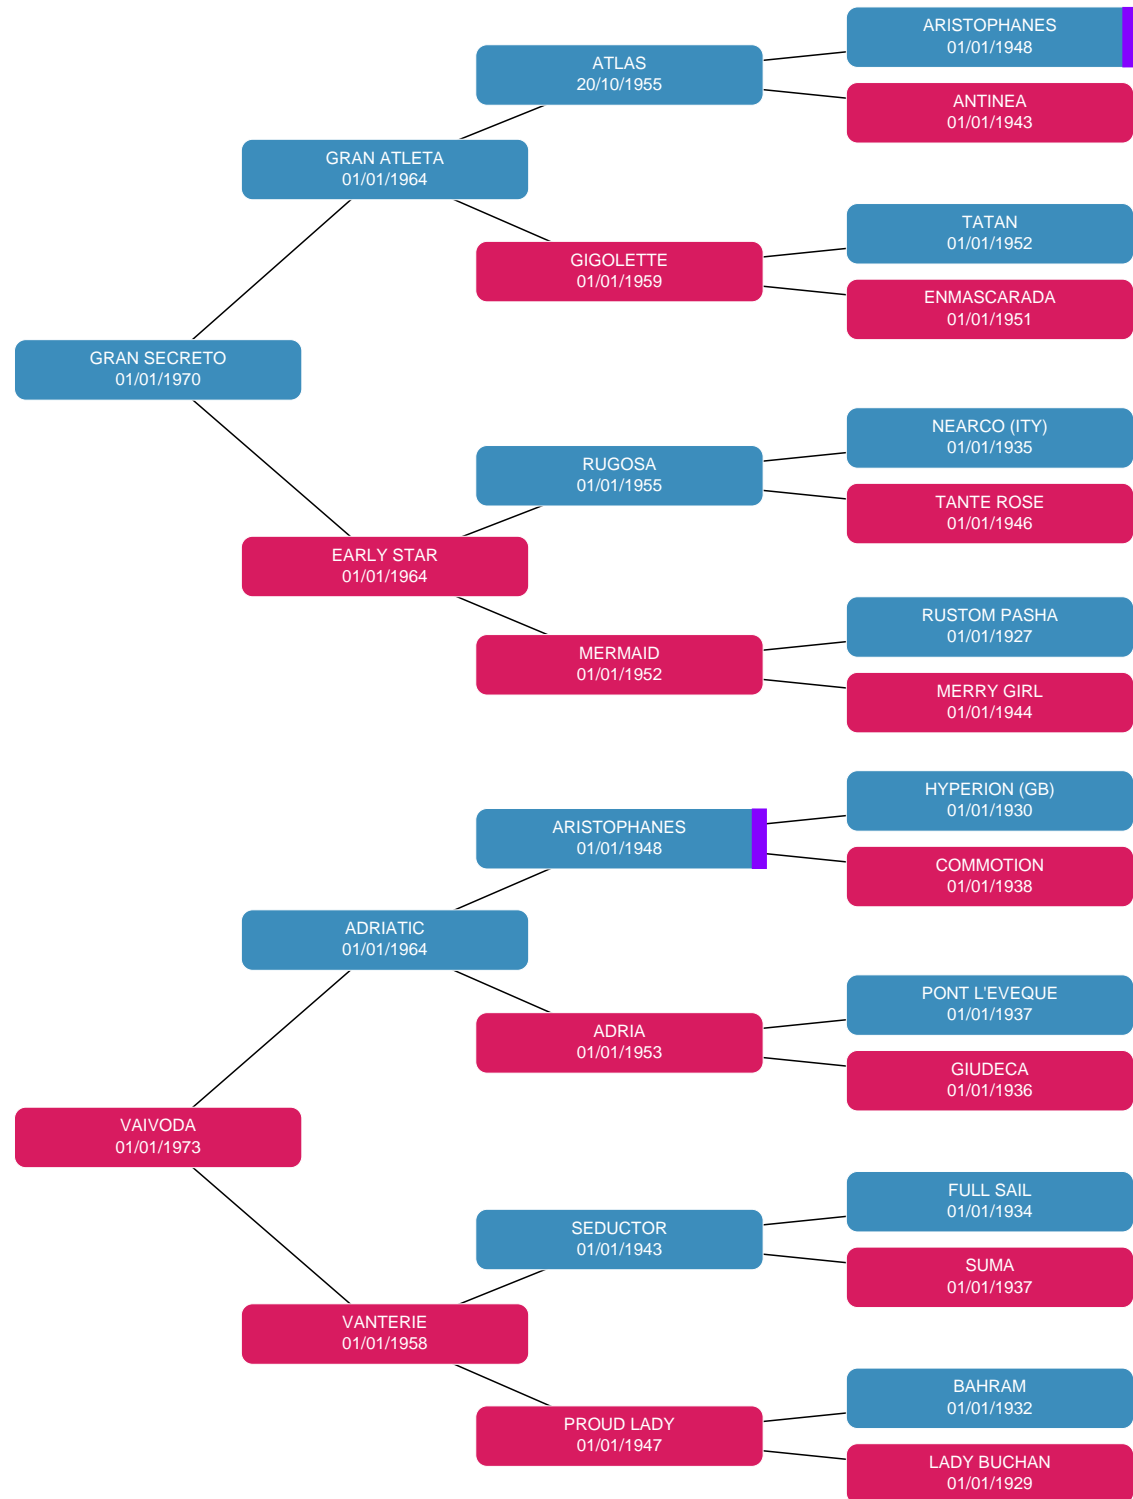 ARISTOPHANES
01/01/1948
ATLAS
20/10/1955
ANTINEA
01/01/1943
GRAN ATLETA
01/01/1964
TATAN
01/01/1952
GIGOLETTE
01/01/1959
ENMASCARADA
01/01/1951
GRAN SECRETO
01/01/1970
NEARCO (ITY)
01/01/1935
RUGOSA
01/01/1955
TANTE ROSE
01/01/1946
EARLY STAR
01/01/1964
RUSTOM PASHA
01/01/1927
MERMAID
01/01/1952
MERRY GIRL
01/01/1944
HYPERION (GB)
01/01/1930
ARISTOPHANES
01/01/1948
COMMOTION
01/01/1938
ADRIATIC
01/01/1964
PONT L'EVEQUE
01/01/1937
ADRIA
01/01/1953
GIUDECA
01/01/1936
VAIVODA
01/01/1973
FULL SAIL
01/01/1934
SEDUCTOR
01/01/1943
SUMA
01/01/1937
VANTERIE
01/01/1958
BAHRAM
01/01/1932
PROUD LADY
01/01/1947
LADY BUCHAN
01/01/1929